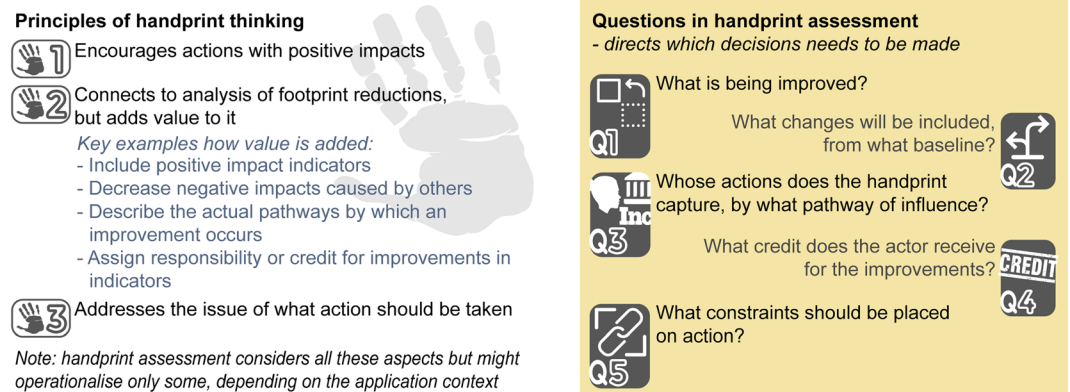 Principles of handprint thinking
1 Encourages actions with positive impacts
2 Connects to analysis of footprint reductions,
but adds value to it
Key examples how value is added:
- Include positive impact indicators
- Decrease negative impacts caused by others
- Describe the actual pathways by which an
improvement occurs
- Assign responsibility or credit for improvements in
indicators
3 Addresses the issue of what action should be taken
Note: handprint assessment considers all these aspects but might
operationalise only some, depending on the application context
Questions in handprint assessment
- directs which decisions needs to be made
What is being improved?
Q1
What changes will be included,
from what baseline?
Q2
Whose actions does the handprint
capture, by what pathway of influence?
Inc
Q3
What credit does the actor receive
for the improvements?
CREDIT
Q4
What constraints should be placed
on action?
Q5